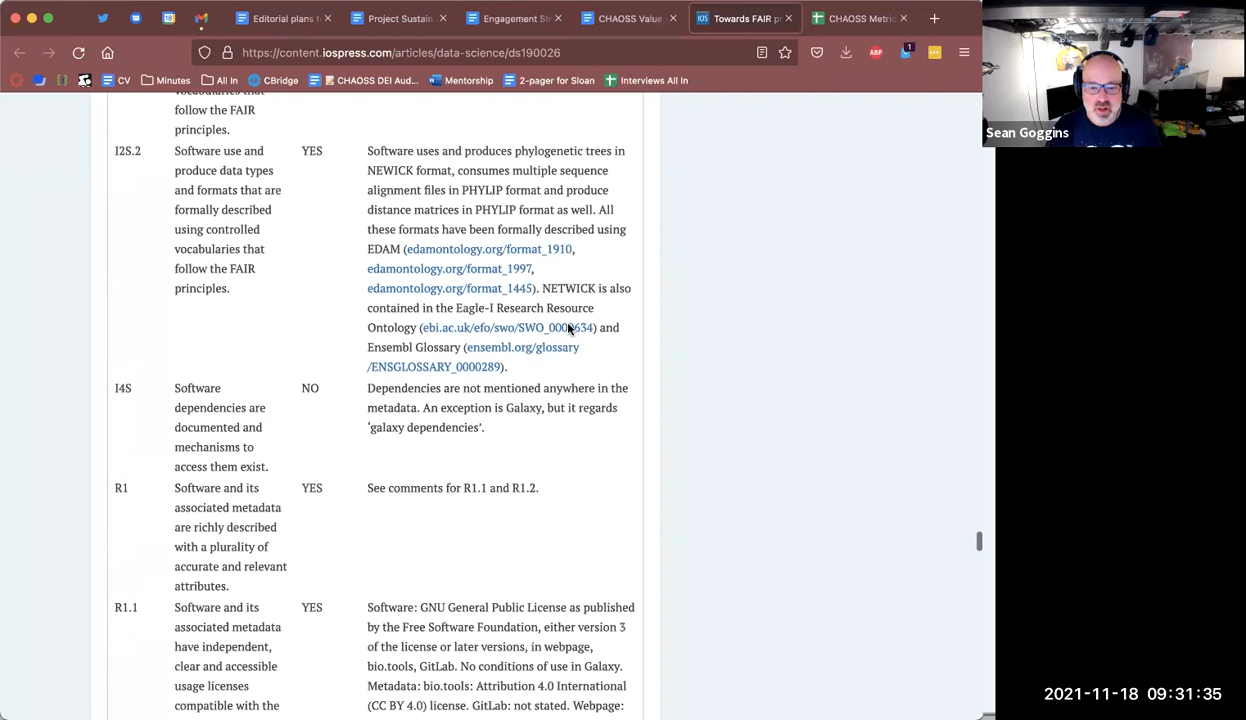 Editorial plans f
Project Sustain
Engagement St
CHAOSS Value
iOS Towards FAIR p
CHAOSS Metric
https://content.iospress.com/articles/data-science/ds190026
ABP
1
CV
Minutes
All In
CBridge
CHAOSS DEI Aud...
Mentorship
2-pager for Sloan
Interviews All In
Sean Goggins
vocabularies that
follow the FAIR
principles.
I2S.2
Software use and
produce data types
and formats that are
formally described
using controlled
vocabularies that
follow the FAIR
principles.
YES
Software uses and produces phylogenetic trees in
NEWICK format, consumes multiple sequence
alignment files in PHYLIP format and produce
distance matrices in PHYLIP format as well. All
these formats have been formally described using
EDAM (edamontology.org/format_1910,
edamontology.org/format_1997,
edamontology.org/format_1445). NETWICK is also
contained in the Eagle-I Research Resource
Ontology (ebi.ac.uk/efo/swo/SWO_0000634) and
Ensembl Glossary (ensembl.org/glossary
/ENSGLOSSARY_0000289).
I4S
Software
dependencies are
documented and
mechanisms to
access them exist.
NO
Dependencies are not mentioned anywhere in the
metadata. An exception is Galaxy, but it regards
'galaxy dependencies'.
R1
Software and its
associated metadata
are richly described
with a plurality of
accurate and relevant
attributes.
YES
See comments for R1.1 and R1.2.
R1.1
Software and its
associated metadata
have independent,
clear and accessible
usage licenses
compatible with the
YES
Software: GNU General Public License as published
by the Free Software Foundation, either version 3
of the license or later versions, in webpage,
bio.tools, GitLab. No conditions of use in Galaxy.
Metadata: bio.tools: Attribution 4.0 International
(CC BY 4.0) license. GitLab: not stated. Webpage:
2021-11-18 09:31:35